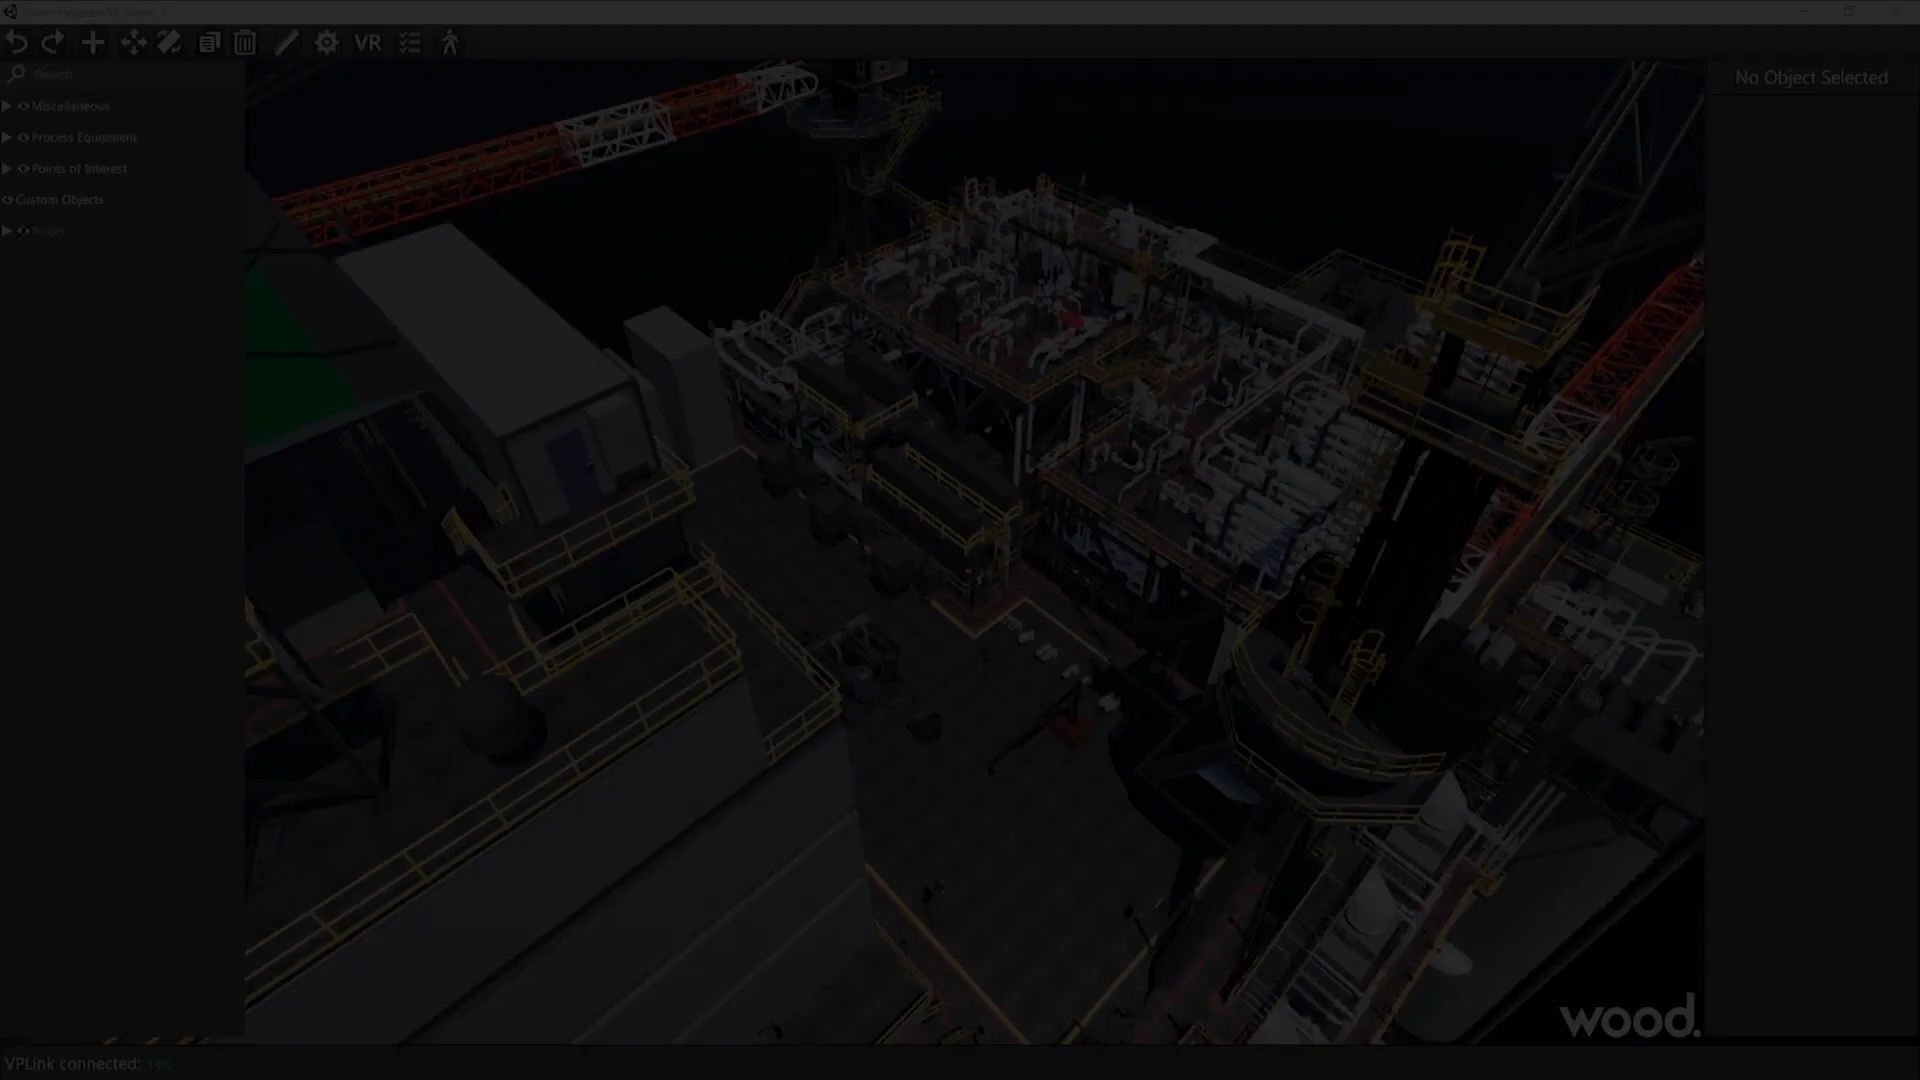 VR
Search...
Miscellaneous
Process Equipment
Points of Interest
Custom Objects
Notes
No Object Selected
wood.
VPLink connected: Yes